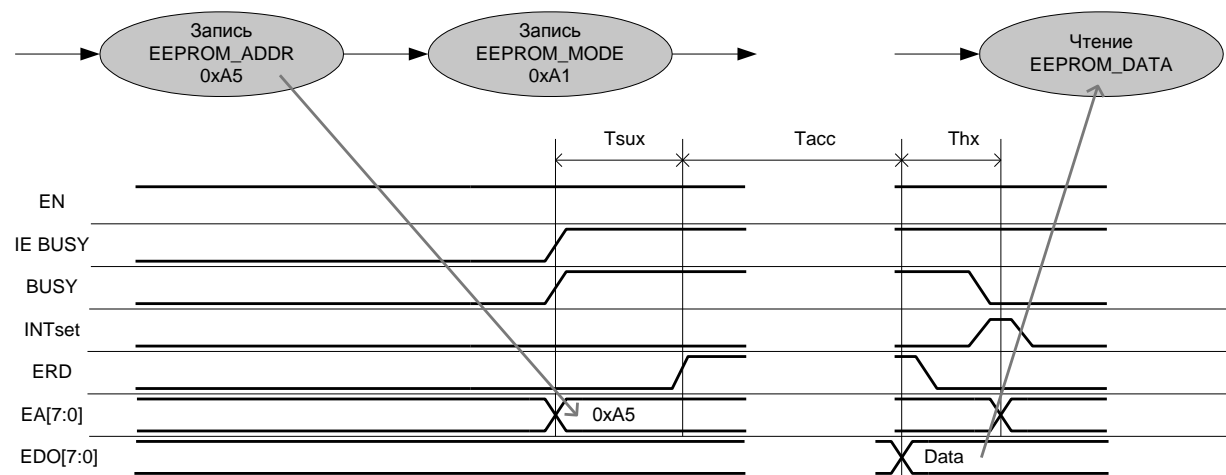 Запись
EEPROM_ADDR
0xA5
Запись
EEPROM_MODE
0xA1
Чтение
EEPROM_DATA
Tsux
Tacc
Thx
EN
IE BUSY
BUSY
INTset
ERD
EA[7:0]
0xA5
EDO[7:0]
Data